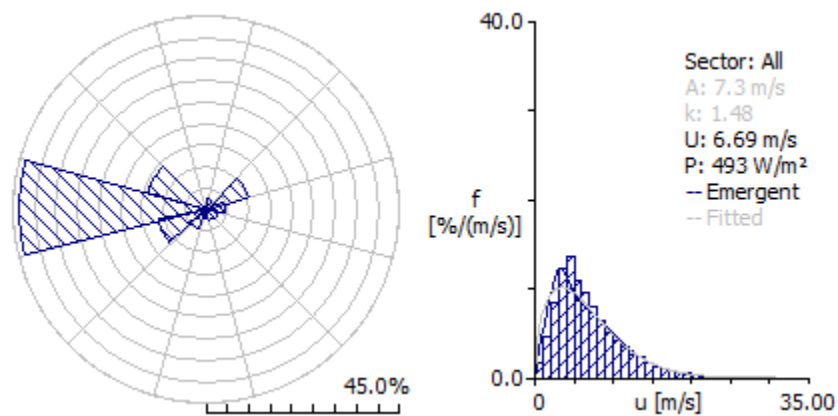 45.0%
40.0
f
[%/(m/s)]
0.0
0
u [m/s]
35.00
Sector: All
A: 7.3 m/s
k: 1.48
U: 6.69 m/s
P: 493 W/m²
-- Emergent
-- Fitted